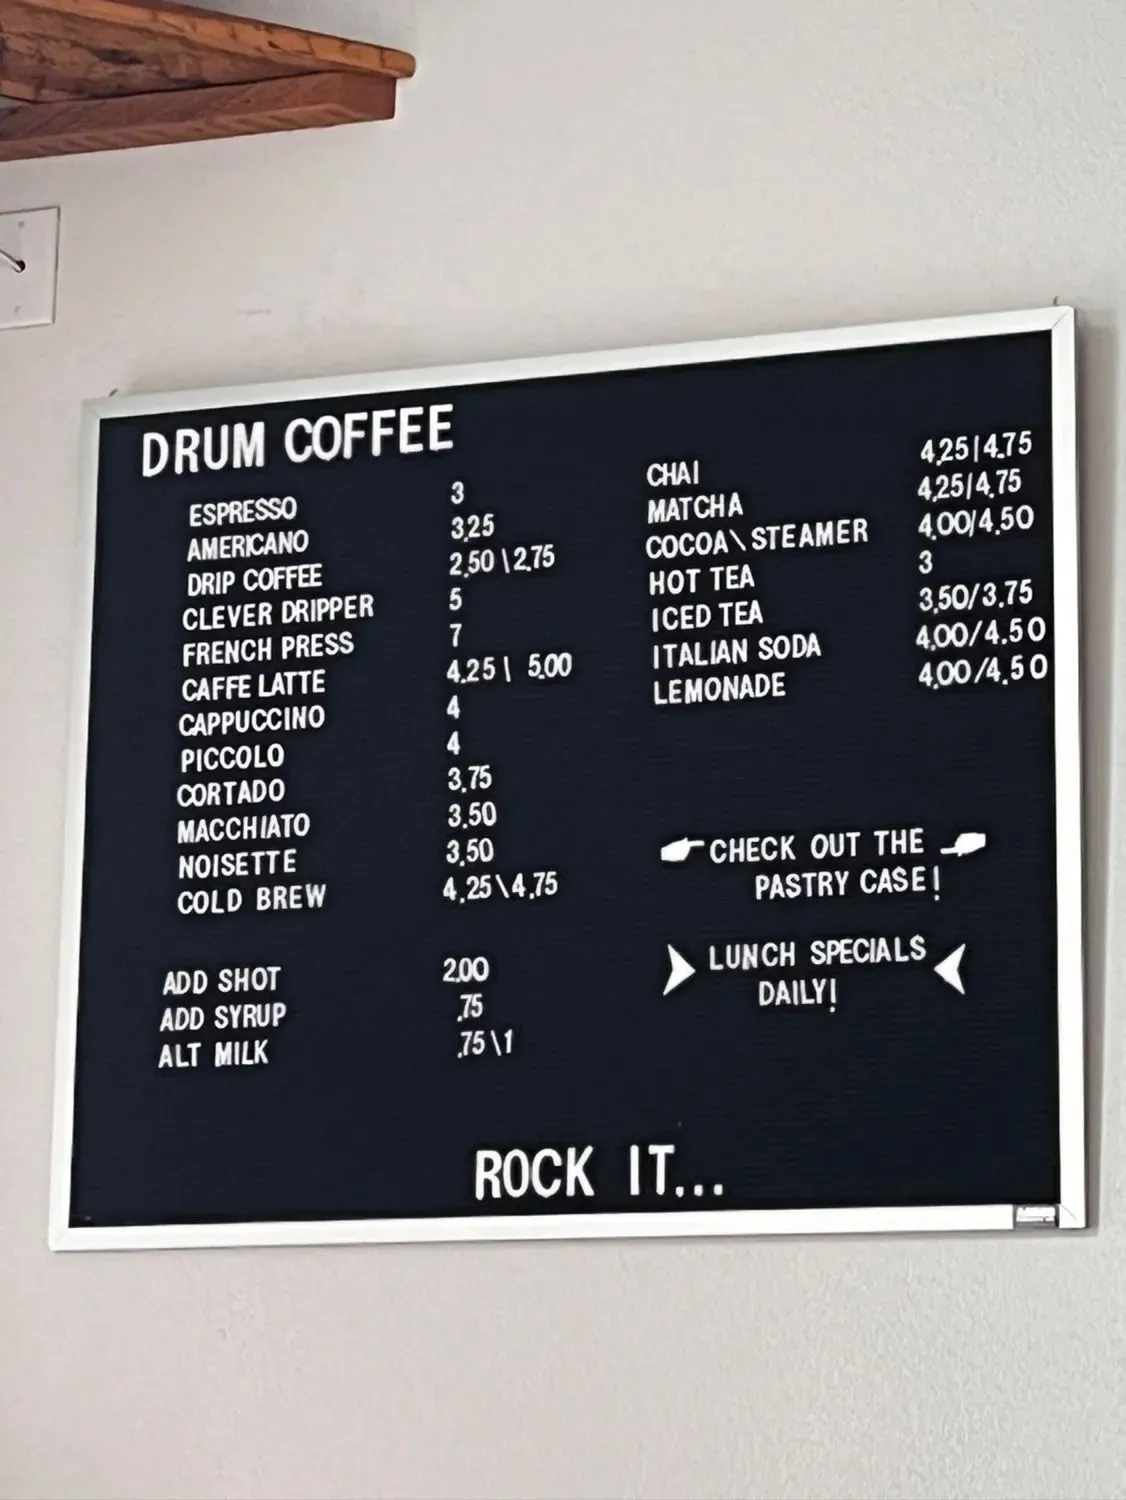 DRUM COFFEE
ESPRESSO 3
AMERICANO 3.25
DRIP COFFEE 2.50 \ 2.75
CLEVER DRIPPER 5
FRENCH PRESS 7
CAFFE LATTE 4.25 | 5.00
CAPPUCCINO 4
PICCOLO 4
CORTADO 3.75
MACCHIATO 3.50
NOISETTE 3.50
COLD BREW 4.25\4.75
ADD SHOT 2.00
ADD SYRUP .75
ALT MILK .75\1
CHAI 4.25|4.75
MATCHA 4.25/4.75
COCOA\STEAMER 4.00/4.50
HOT TEA 3
ICED TEA 3.50/3.75
ITALIAN SODA 4.00/4.50
LEMONADE 4.00/4.50
CHECK OUT THE
PASTRY CASE!
LUNCH SPECIALS
DAILY!
ROCK IT...